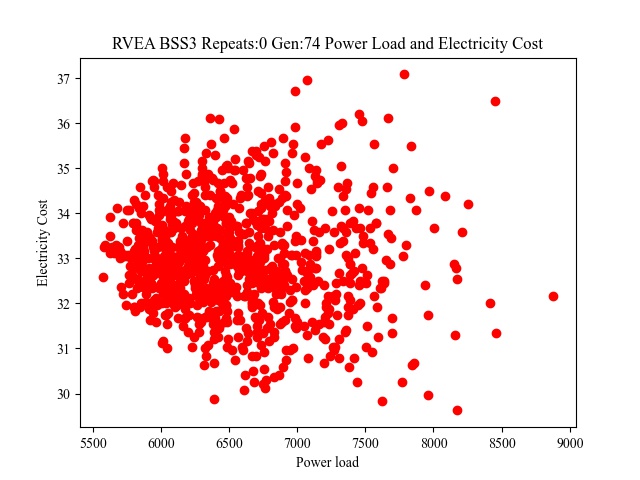 RVEA BSS3 Repeats:0 Gen:74 Power Load and Electricity Cost
37
36
35
34
33
32
31
30
Electricity Cost
5500 6000 6500 7000 7500 8000 8500 9000
Power load